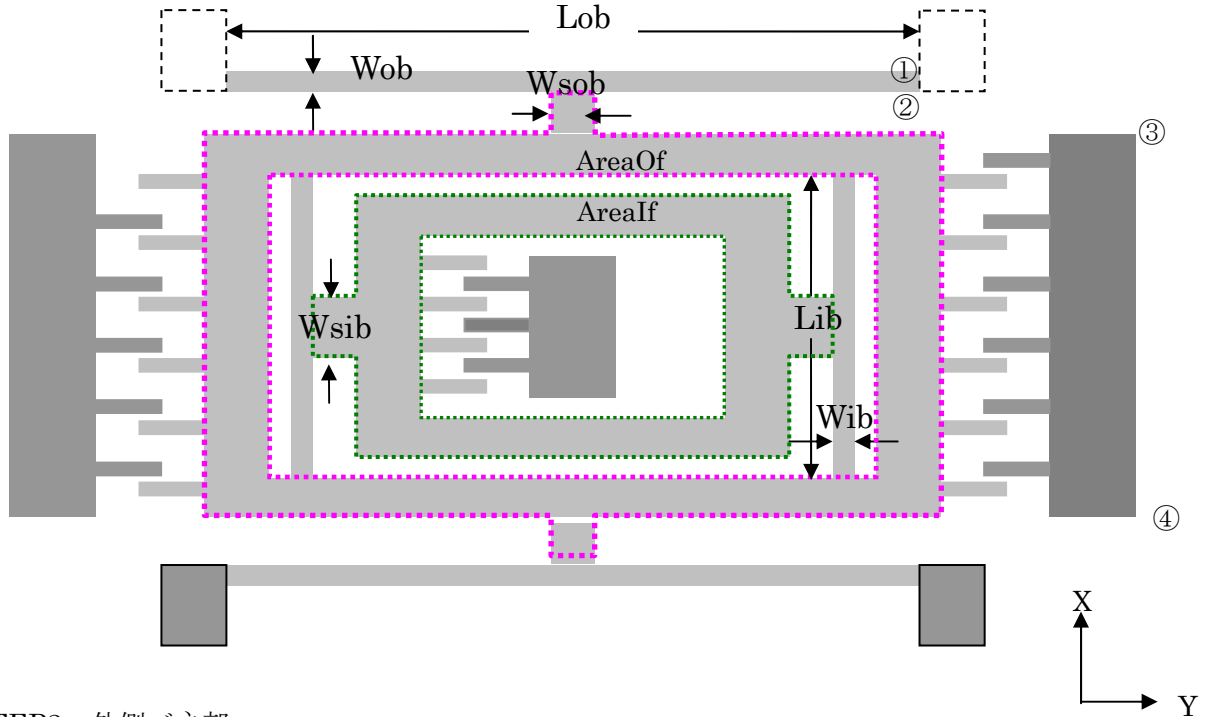 Lob
Wob
①
Wsob
②
③
AreaOf
AreaIf
Wsib
Lib
Wib
④
X
Y